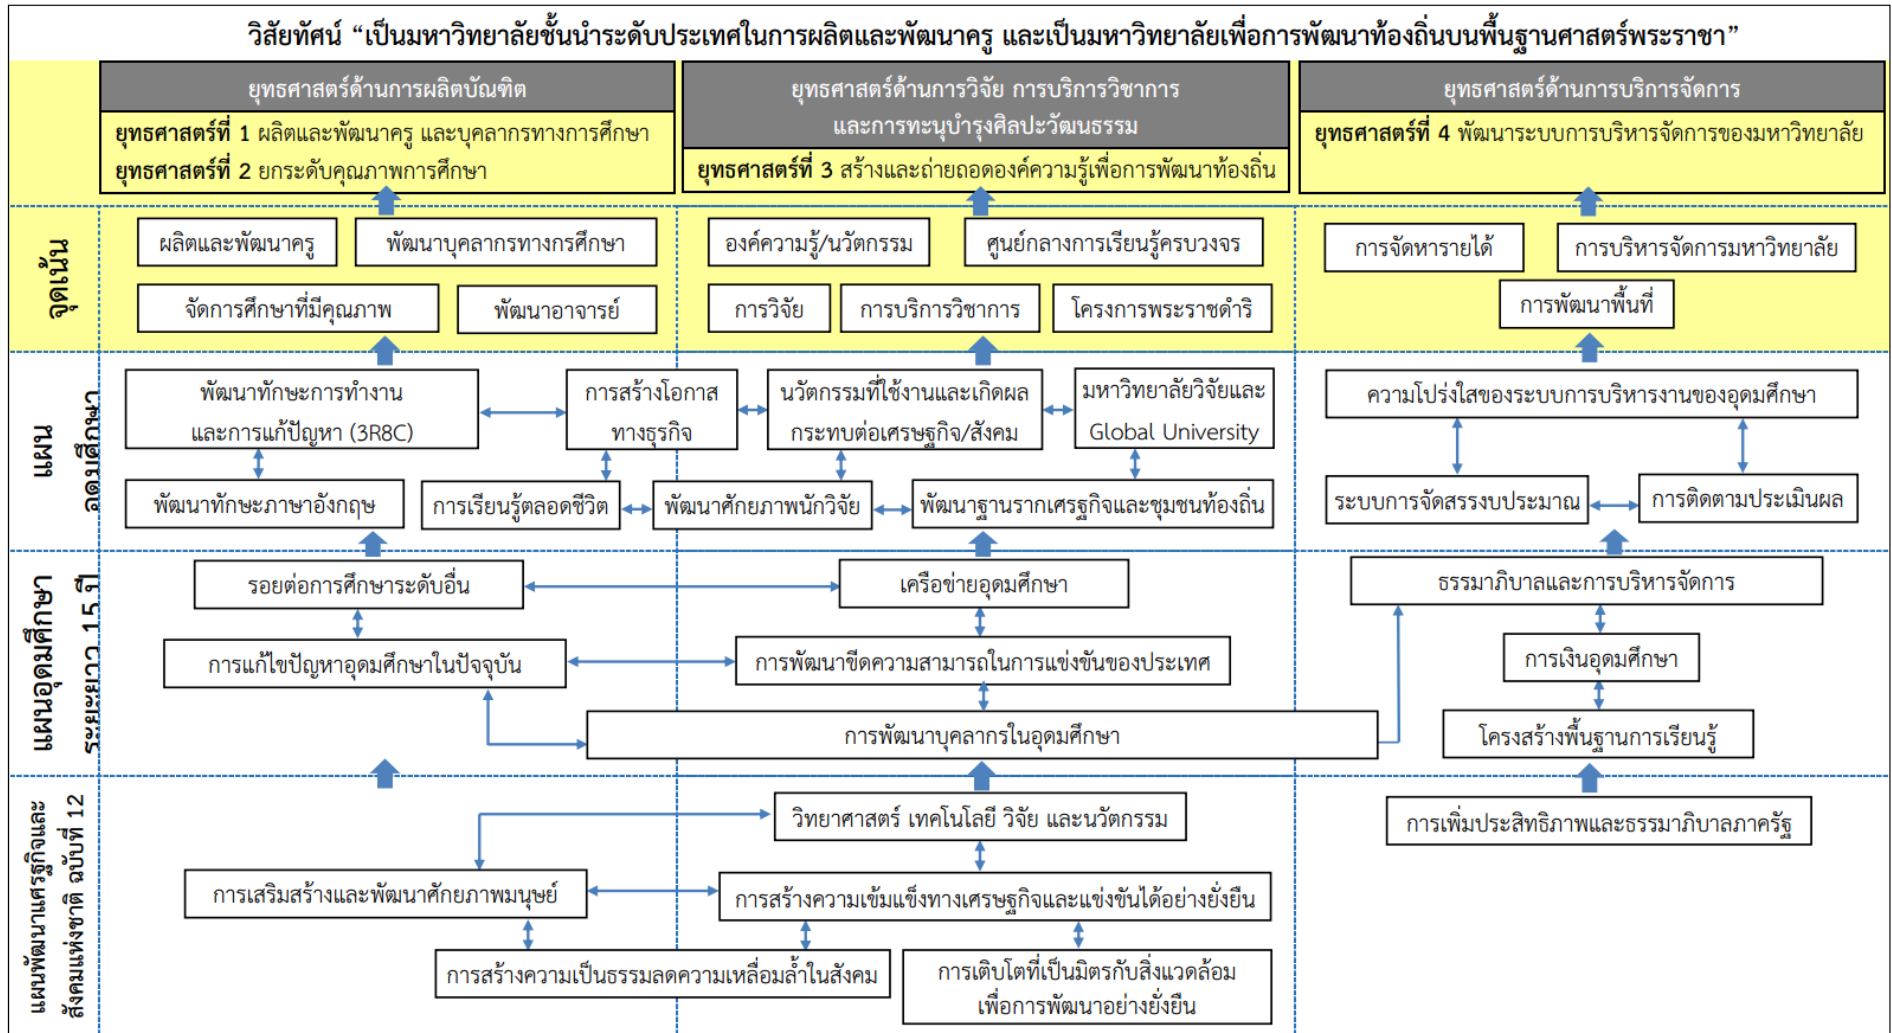 วิสัยทัศน์ “เป็นมหาวิทยาลัยชั้นนำระดับประเทศในการผลิตและพัฒนาครู และเป็นมหาวิทยาลัยเพื่อการพัฒนาท้องถิ่นบนพื้นฐานศาสตร์พระราชา”
ยุทธศาสตร์ด้านการผลิตบัณฑิต
ยุทธศาสตร์ที่ 1 ผลิตและพัฒนาครู และบุคลากรทางการศึกษา
ยุทธศาสตร์ที่ 2 ยกระดับคุณภาพการศึกษา
ยุทธศาสตร์ด้านการวิจัย การบริการวิชาการ
และการทะนุบำรุงศิลปะวัฒนธรรม
ยุทธศาสตร์ที่ 3 สร้างและถ่ายถอดองค์ความรู้เพื่อการพัฒนาท้องถิ่น
ยุทธศาสตร์ด้านการบริการจัดการ
ยุทธศาสตร์ที่ 4 พัฒนาระบบการบริหารจัดการของมหาวิทยาลัย
จุดเน้น
ผลิตและพัฒนาครู
พัฒนาบุคลากรทางกรศึกษา
องค์ความรู้/นวัตกรรม
ศูนย์กลางการเรียนรู้ครบวงจร
การจัดหารายได้
การบริหารจัดการมหาวิทยาลัย
จัดการศึกษาที่มีคุณภาพ
พัฒนาอาจารย์
การวิจัย
การบริการวิชาการ
โครงการพระราชดำริ
การพัฒนาพื้นที่
แผน
อุดมศึกษา
พัฒนาทักษะการทำงาน
และการแก้ปัญหา (3R8C)
การสร้างโอกาส
ทางธุรกิจ
นวัตกรรมที่ใช้งานและเกิดผล
กระทบต่อเศรษฐกิจ/สังคม
มหาวิทยาลัยวิจัยและ
Global University
ความโปร่งใสของระบบการบริหารงานของอุดมศึกษา
พัฒนาทักษะภาษาอังกฤษ
การเรียนรู้ตลอดชีวิต
พัฒนาศักยภาพนักวิจัย
พัฒนาฐานรากเศรษฐกิจและชุมชนท้องถิ่น
ระบบการจัดสรรงบประมาณ
การติดตามประเมินผล
แผนอุดมศึกษา
ระยะยาว 15 ปี
รอยต่อการศึกษาระดับอื่น
เครือข่ายอุดมศึกษา
ธรรมาภิบาลและการบริหารจัดการ
การแก้ไขปัญหาอุดมศึกษาในปัจจุบัน
การพัฒนาขีดความสามารถในการแข่งขันของประเทศ
การเงินอุดมศึกษา
การพัฒนาบุคลากรในอุดมศึกษา
โครงสร้างพื้นฐานการเรียนรู้
แผนพัฒนาเศรษฐกิจและ
สังคมแห่งชาติ ฉบับที่ 12
วิทยาศาสตร์ เทคโนโลยี วิจัย และนวัตกรรม
การเพิ่มประสิทธิภาพและธรรมาภิบาลภาครัฐ
การเสริมสร้างและพัฒนาศักยภาพมนุษย์
การสร้างความเข้มแข็งทางเศรษฐกิจและแข่งขันได้อย่างยั่งยืน
การสร้างความเป็นธรรมลดความเหลื่อมล้ำในสังคม
การเติบโตที่เป็นมิตรกับสิ่งแวดล้อม
เพื่อการพัฒนาอย่างยั่งยืน